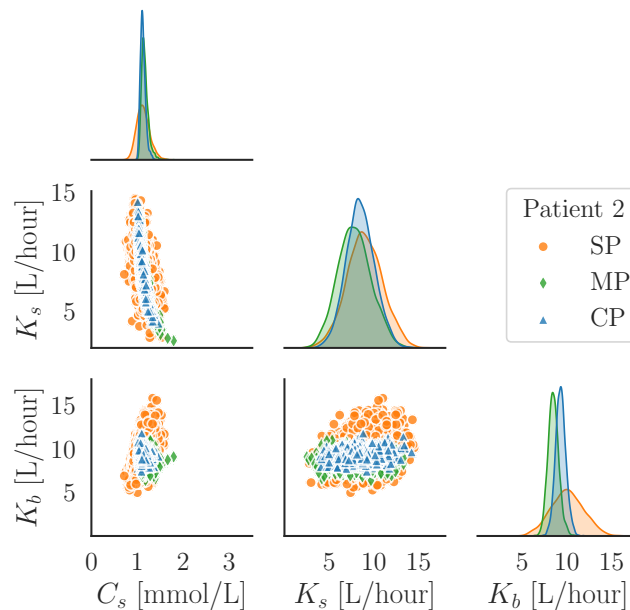 15
10
5
K_s [L/hour]
Patient 2
SP
MP
CP
15
10
5
K_b [L/hour]
0 1 2 3
5 10 15
5 10 15
C_s [mmol/L]
K_s [L/hour]
K_b [L/hour]